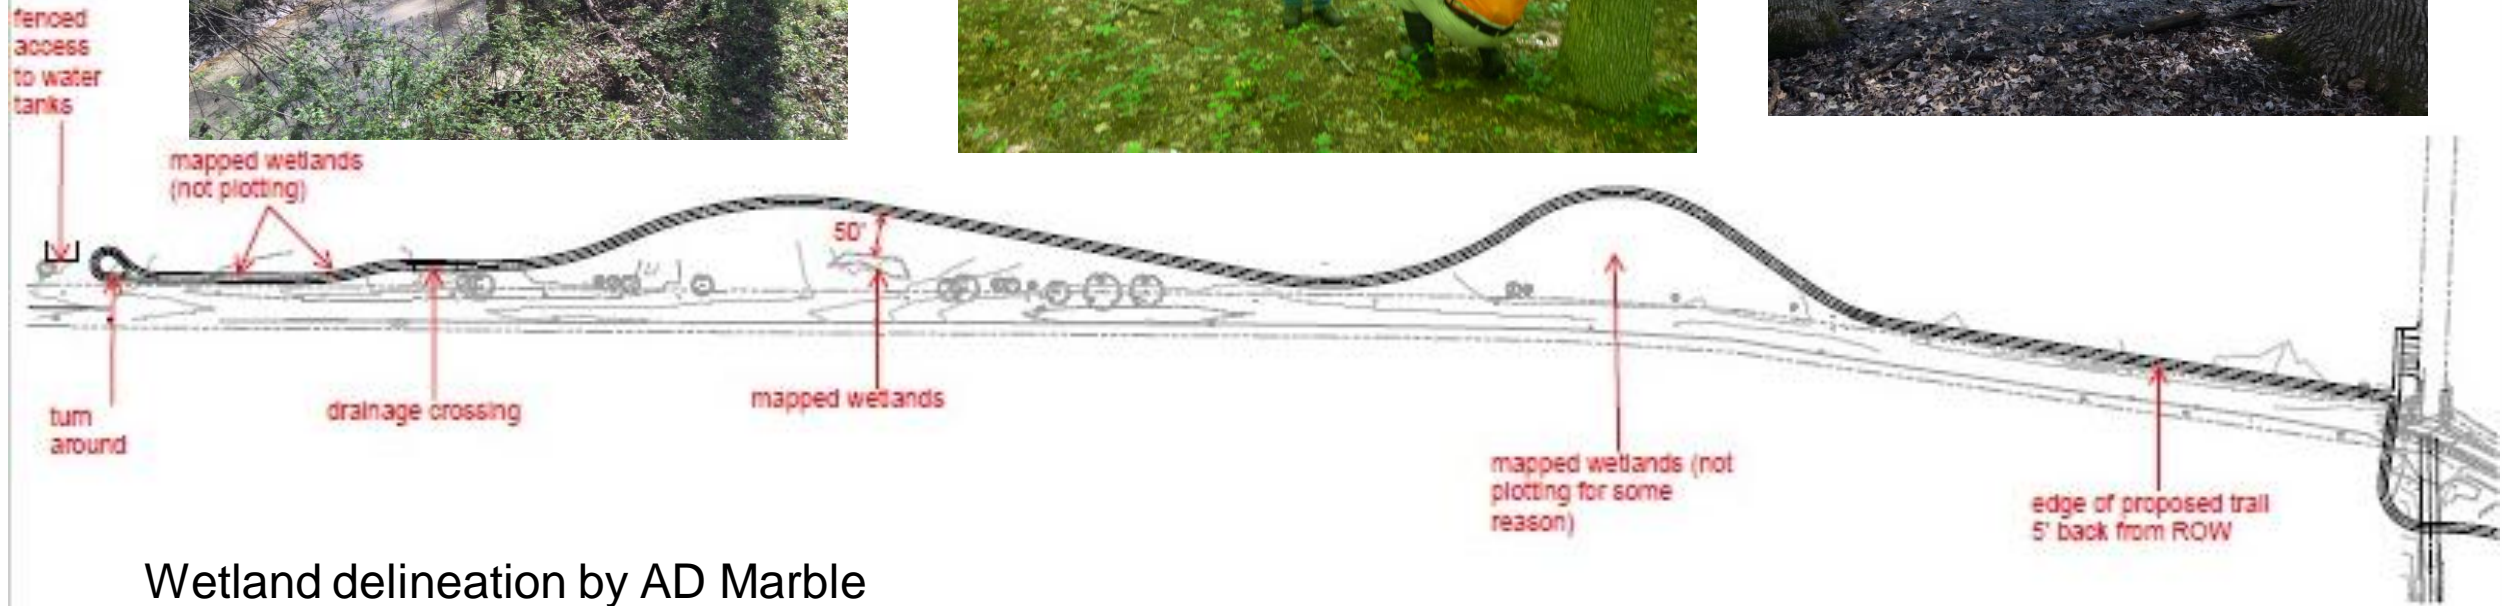 fenced
access
to water
tanks
mapped wetlands
(not plotting)
50'
turn
around
drainage crossing
mapped wetlands
mapped wetlands (not
plotting for some
reason)
edge of proposed trail
5' back from ROW
Wetland delineation by AD Marble